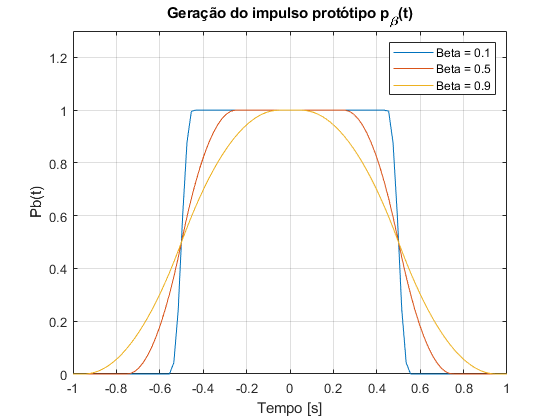 Geração do impulso protótipo pβ(t)
Beta = 0.1
Beta = 0.5
Beta = 0.9
Pb(t)
1.2
1
0.8
0.6
0.4
0.2
0
-1 -0.8 -0.6 -0.4 -0.2 0 0.2 0.4 0.6 0.8 1
Tempo [s]